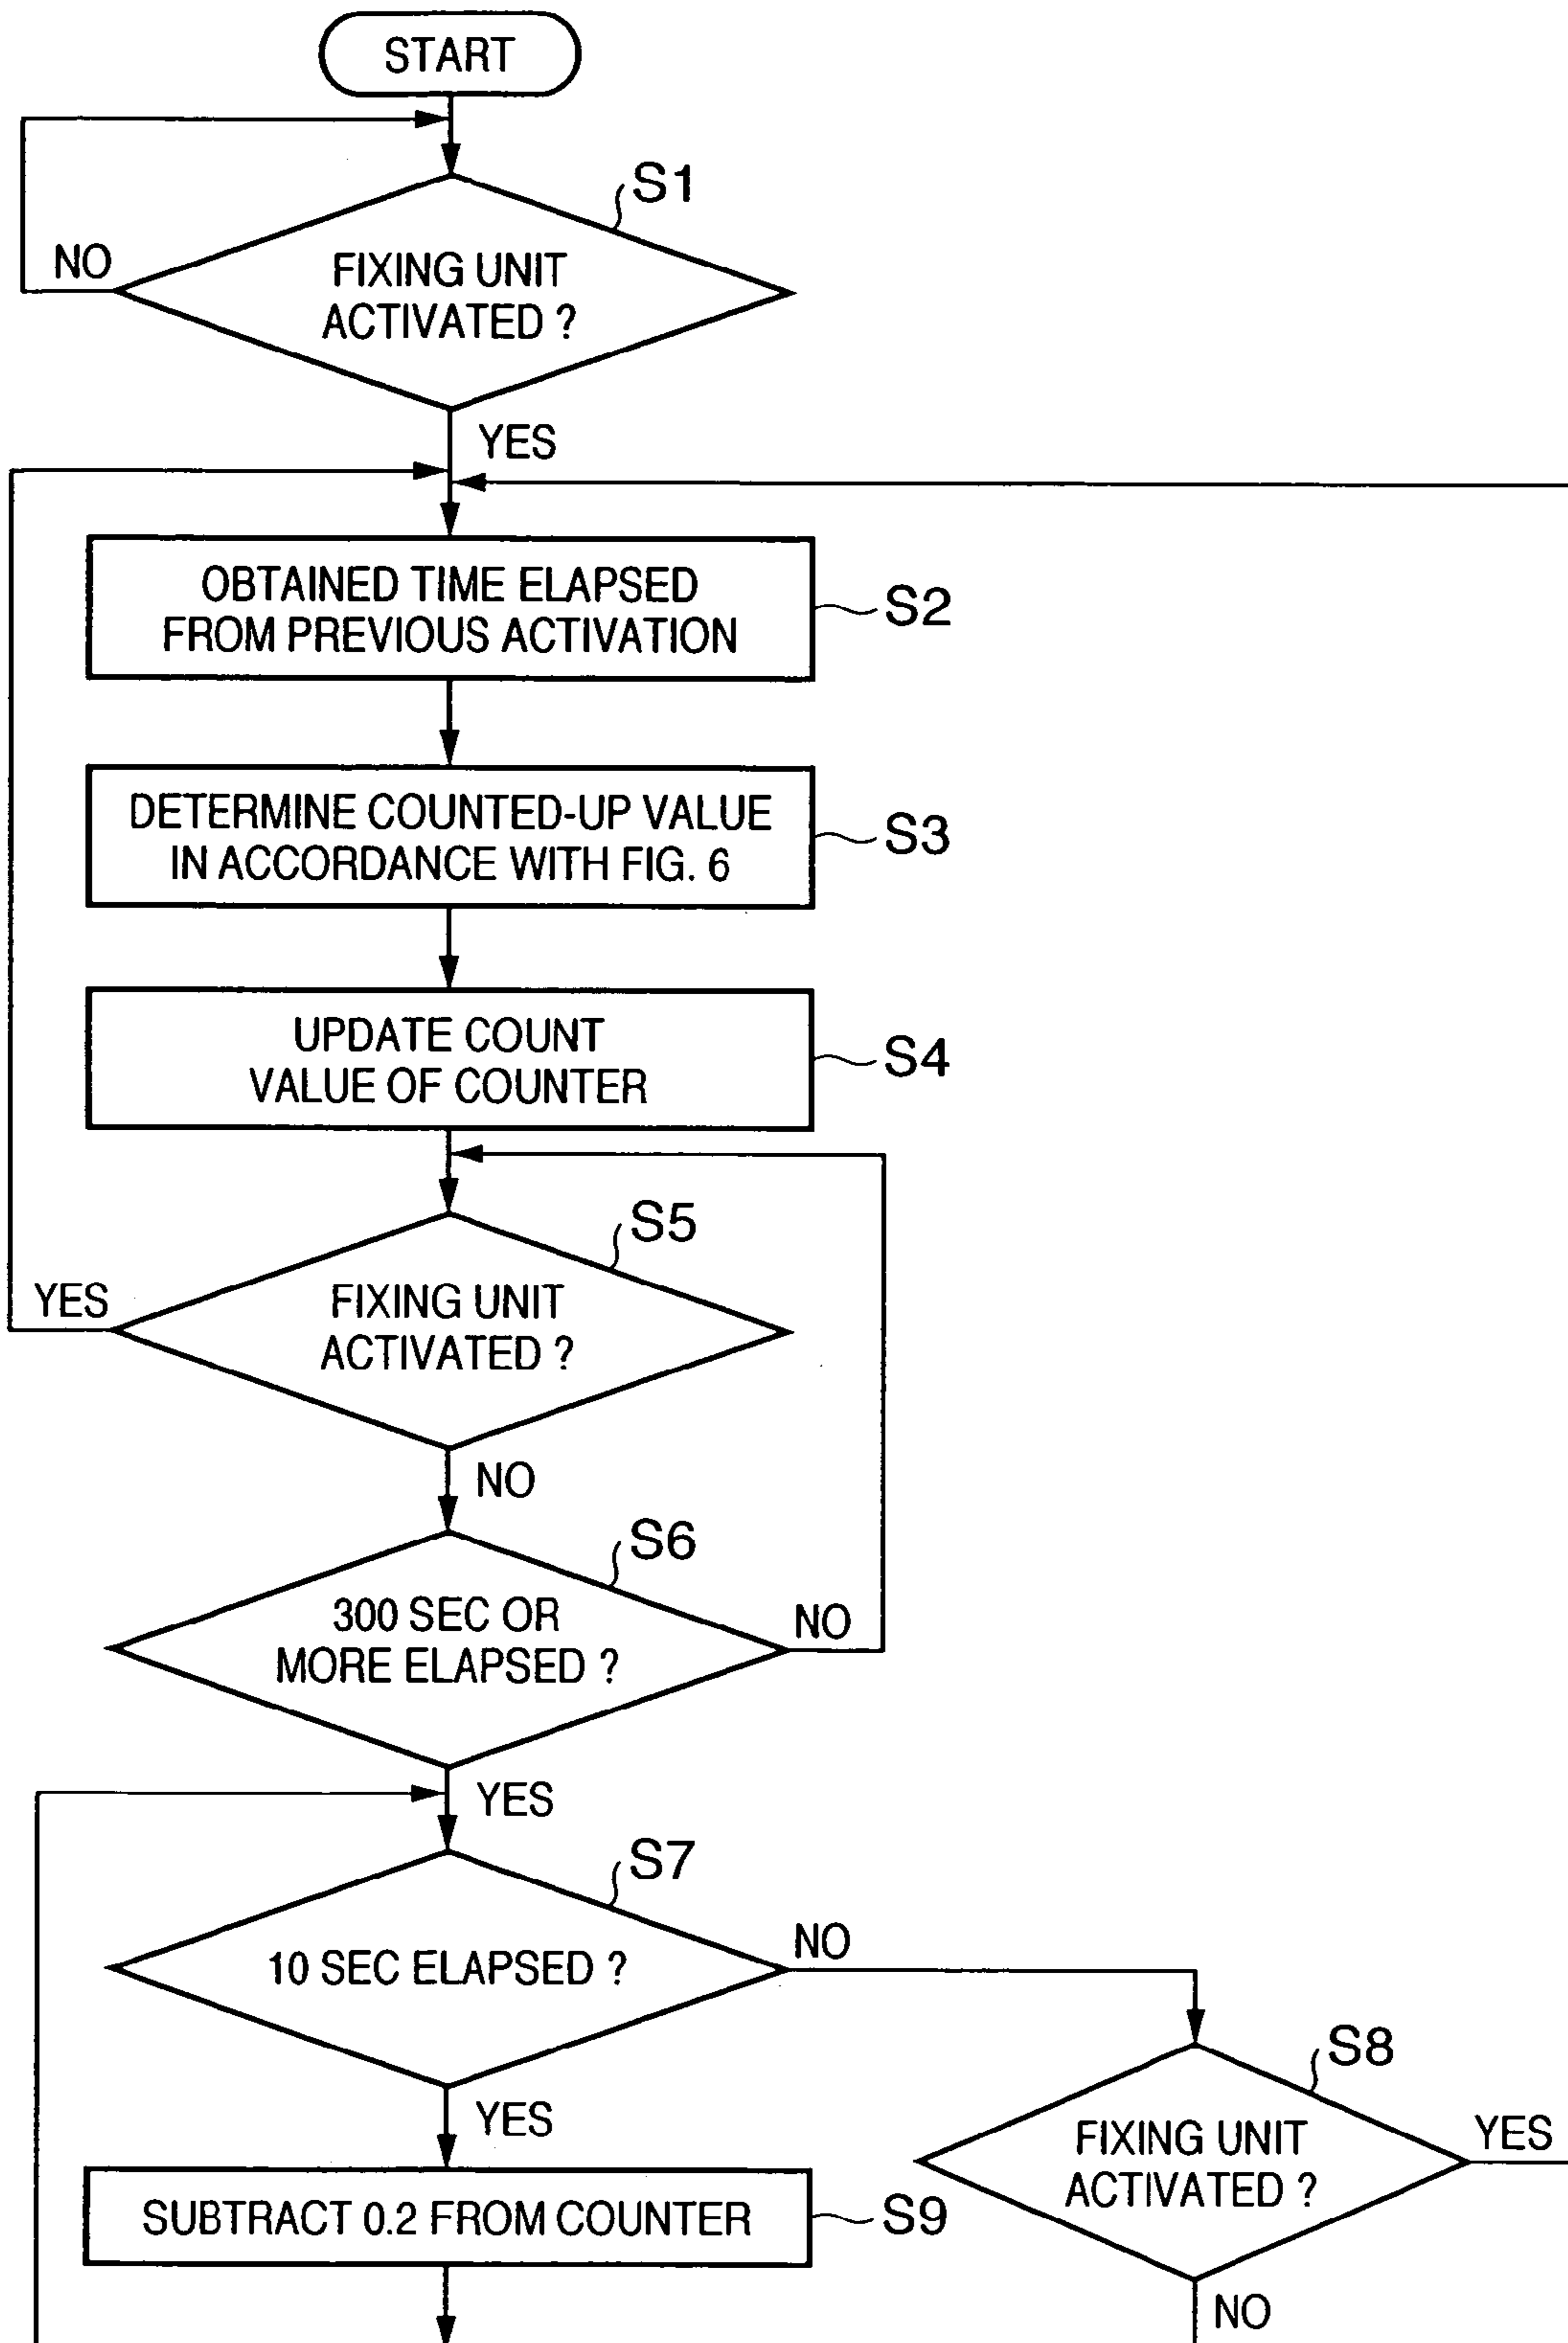 START
S1
NO
FIXING UNIT
ACTIVATED ?
YES
OBTAINED TIME ELAPSED
FROM PREVIOUS ACTIVATION
S2
DETERMINE COUNTED-UP VALUE
IN ACCORDANCE WITH FIG. 6
S3
UPDATE COUNT
VALUE OF COUNTER
S4
S5
YES
FIXING UNIT
ACTIVATED ?
NO
S6
300 SEC OR
MORE ELAPSED ?
NO
YES
S7
10 SEC ELAPSED ?
NO
S8
YES
FIXING UNIT
ACTIVATED ?
YES
SUBTRACT 0.2 FROM COUNTER
S9
NO